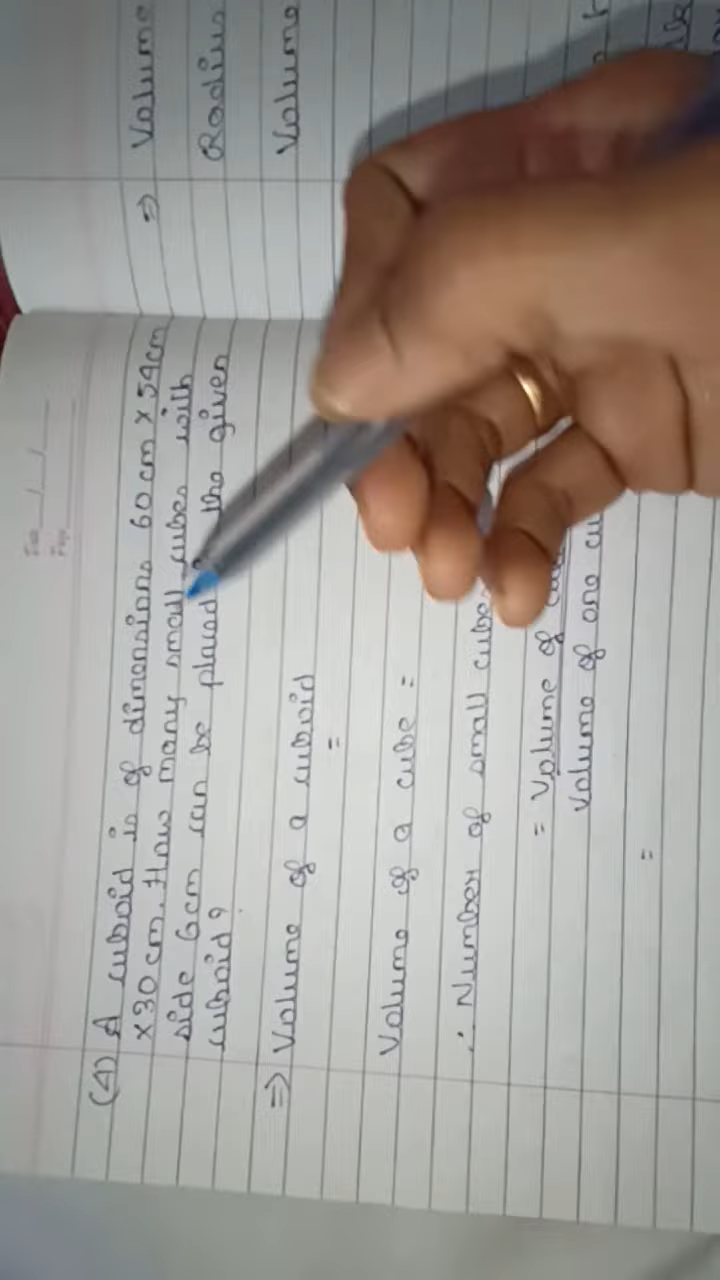 (4) A cuboid is of dimensions 60 cm × 54cm
× 30 cm. How many small cubes with
side 6cm can be placed the given
cuboid?
⇒ Volume of a cuboid
=
Volume of a cube =
∴ Number of small cubes
= Volume of
Volume of one
=
⇒ Volume
Radius
Volume